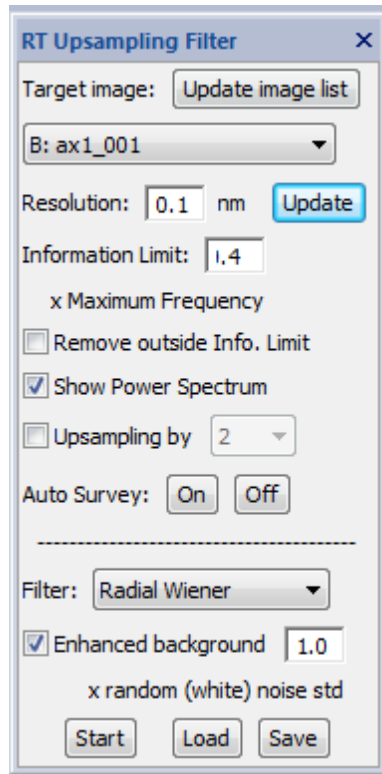 RT Upsampling Filter x
Target image: Update image list
B: ax1_001
Resolution: 0.1 nm Update
Information Limit: .4
x Maximum Frequency
Remove outside Info. Limit
Show Power Spectrum
Upsampling by 2
Auto Survey: On Off
----------------------------------------
Filter: Radial Wiener
Enhanced background 1.0
x random (white) noise std
Start Load Save